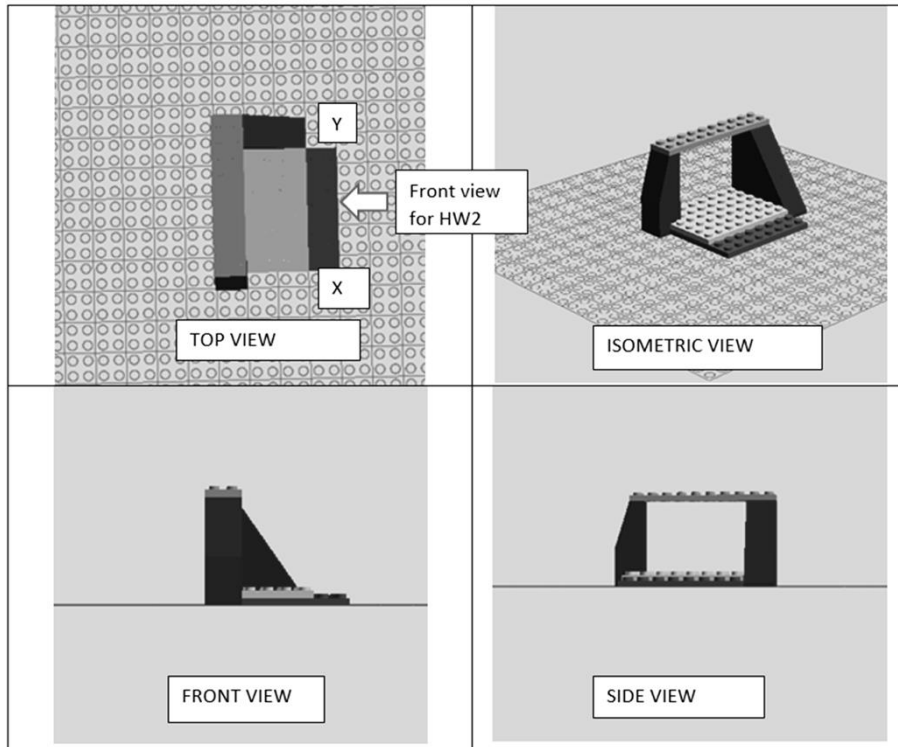 Y
Front view
for HW2
X
TOP VIEW
ISOMETRIC VIEW
FRONT VIEW
SIDE VIEW